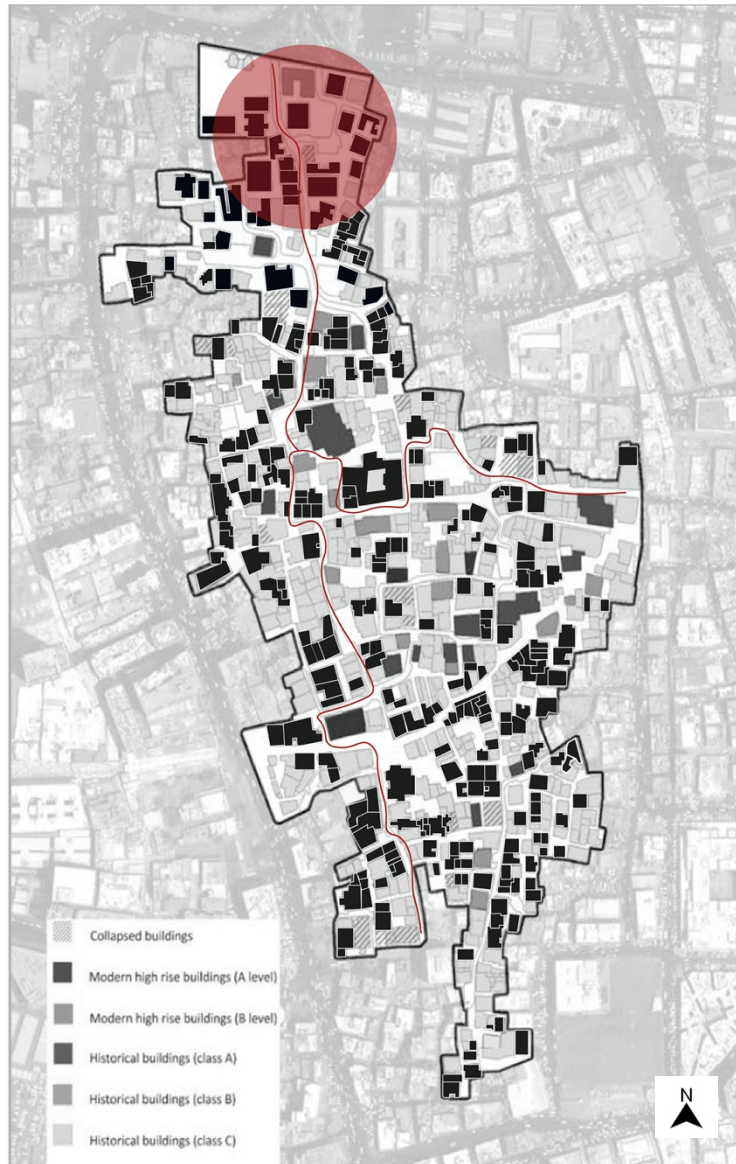 Collapsed buildings
Modern high rise buildings (A level)
Modern high rise buildings (B level)
Historical buildings (class A)
Historical buildings (class B)
Historical buildings (class C)
N